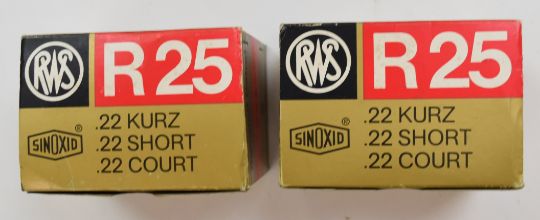 RWS R 25
SINOXID ®
.22 KURZ
.22 SHORT
.22 COURT
RWS R 25
SINOXID ®
.22 KURZ
.22 SHORT
.22 COURT